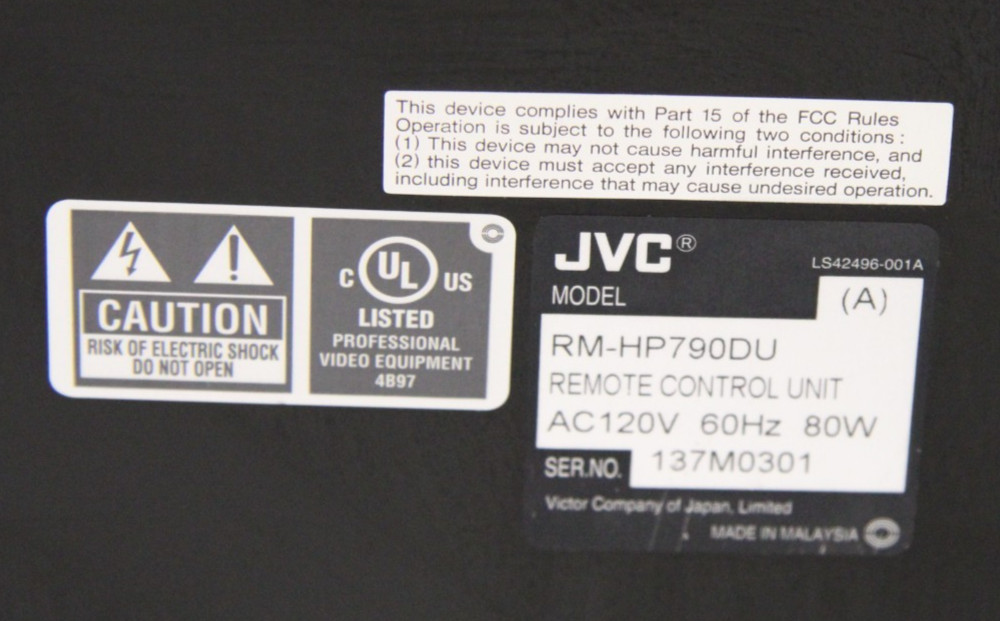 This device complies with Part 15 of the FCC Rules
Operation is subject to the following two conditions :
(1) This device may not cause harmful interference, and
(2) this device must accept any interference received,
including interference that may cause undesired operation.
CAUTION
RISK OF ELECTRIC SHOCK
DO NOT OPEN
C UL US
LISTED
PROFESSIONAL
VIDEO EQUIPMENT
4B97
JVC®
LS42496-001A
MODEL
(A)
RM-HP790DU
REMOTE CONTROL UNIT
AC120V 60Hz 80W
SER.NO. 137M0301
Victor Company of Japan, Limited
MADE IN MALAYSIA